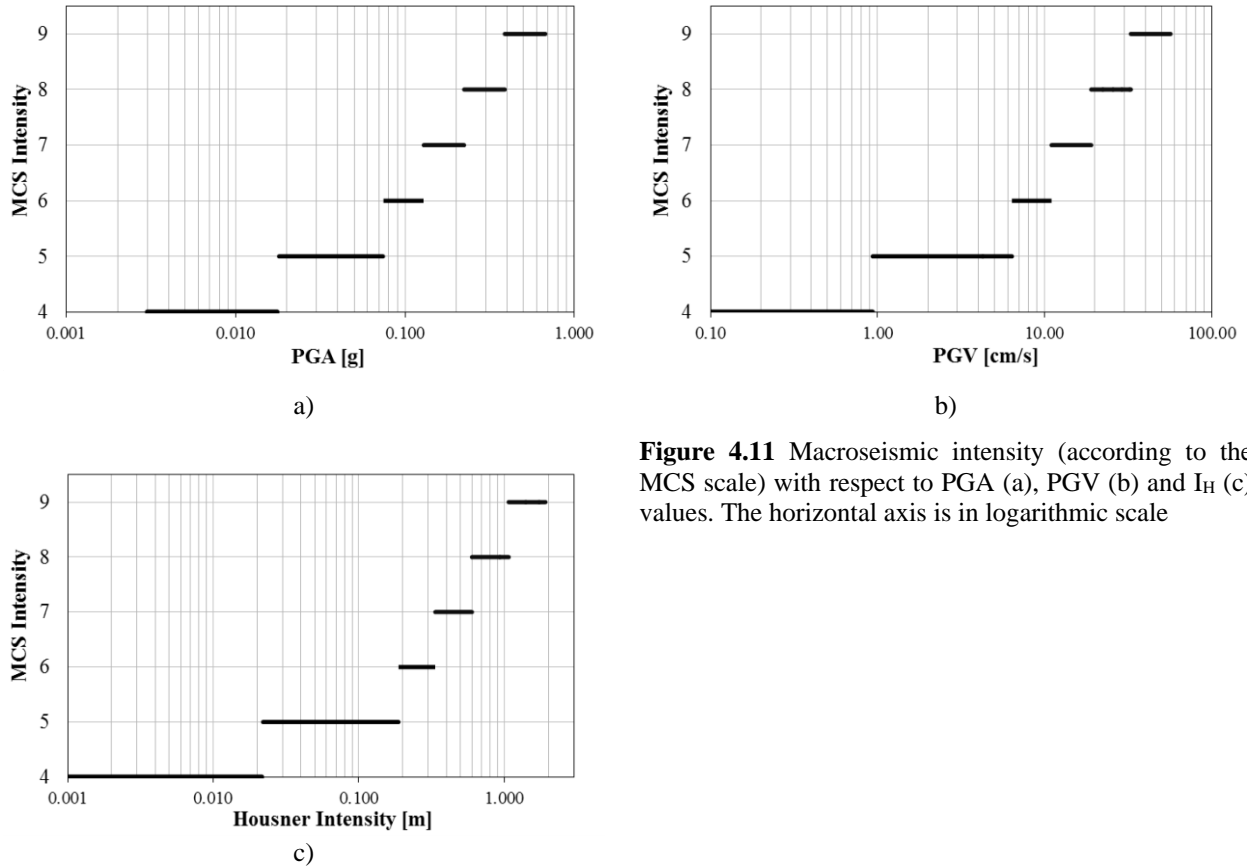 9
8
7
6
5
4
MCS Intensity
0.001 0.010 0.100 1.000
PGA [g]
a)
9
8
7
6
5
4
MCS Intensity
0.10 1.00 10.00 100.00
PGV [cm/s]
b)
9
8
7
6
5
4
MCS Intensity
0.001 0.010 0.100 1.000
Housner Intensity [m]
c)
Figure 4.11 Macroseismic intensity (according to the
MCS scale) with respect to PGA (a), PGV (b) and IH (c)
values. The horizontal axis is in logarithmic scale